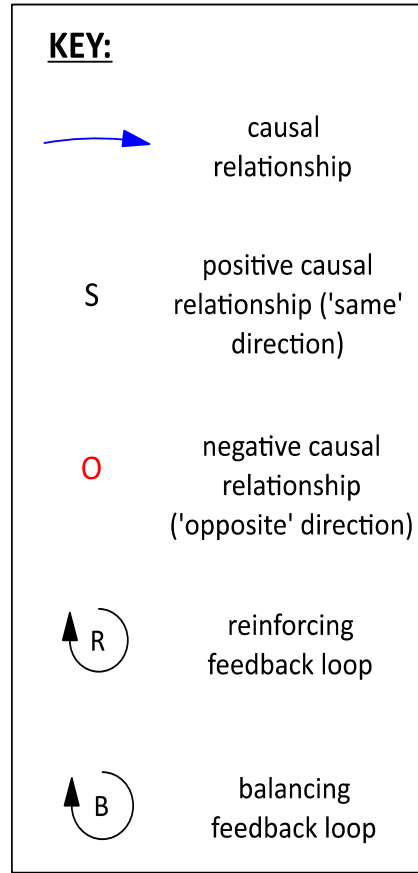 KEY:
causal
relationship
S
positive causal
relationship ('same'
direction)
O
negative causal
relationship
('opposite' direction)
R
reinforcing
feedback loop
B
balancing
feedback loop